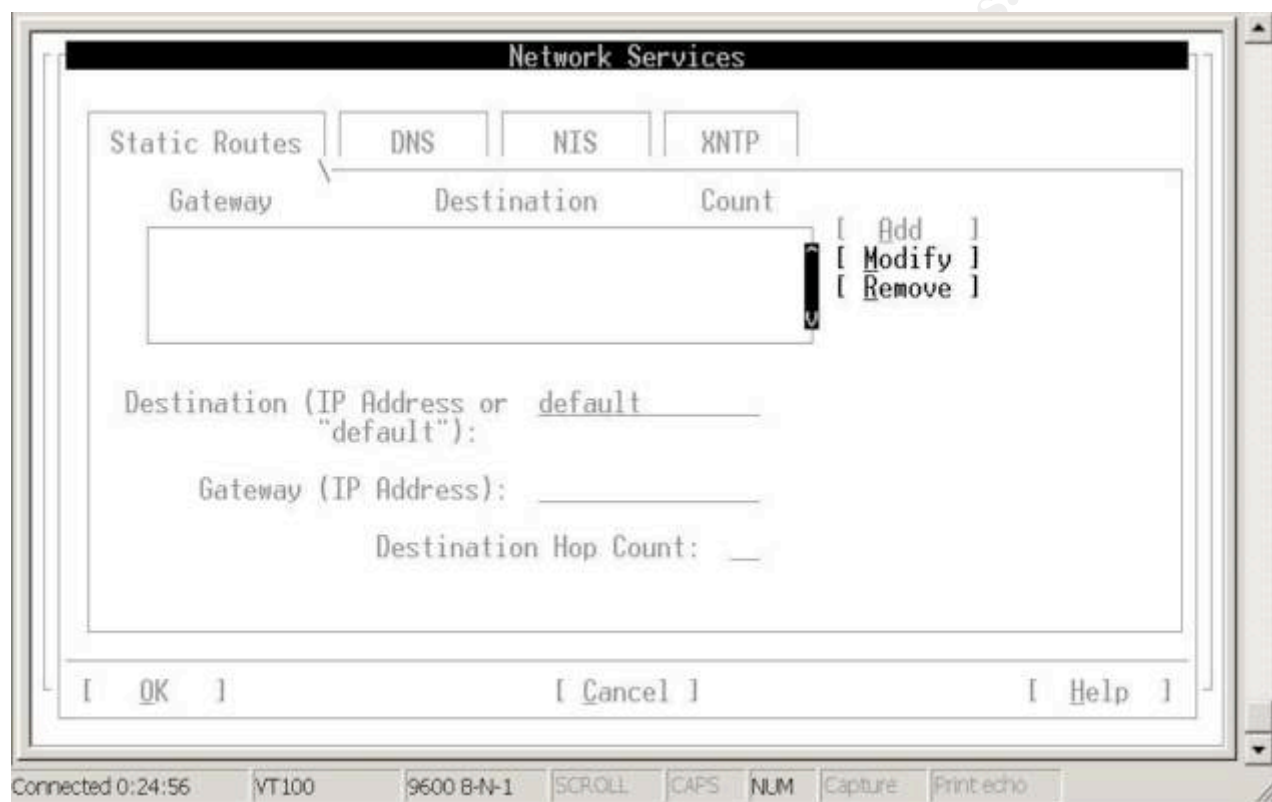 Network Services
Static Routes DNS NIS XNTP
Gateway Destination Count
[ Add ]
[ Modify ]
[ Remove ]
Destination (IP Address or default
"default"):
Gateway (IP Address):
Destination Hop Count:
[ OK ] [ Cancel ] [ Help ]
Connected 0:24:56 VT100 9600 8-N-1 SCROLL CAPS NUM Capture Print echo